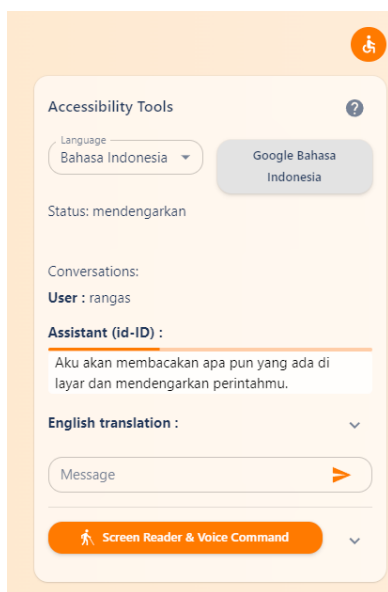 Accessibility Tools
Language
Bahasa Indonesia
Google Bahasa
Indonesia
Status: mendengarkan
Conversations:
User : rangas
Assistant (id-ID) :
Aku akan membacakan apa pun yang ada di
layar dan mendengarkan perintahmu.
English translation :
Message
Screen Reader & Voice Command